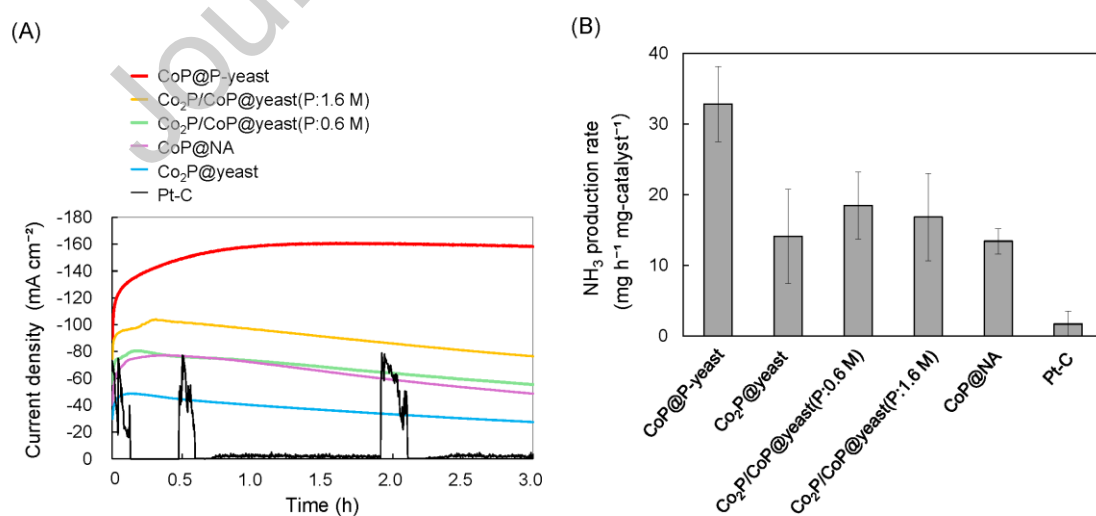 (A)
Jou
CoP@P-yeast
Co₂P/CoP@yeast(P:1.6 M)
Co₂P/CoP@yeast(P:0.6 M)
CoP@NA
Co₂P@yeast
Pt-C
Current density (mA cm⁻²)
-180
-160
-140
-120
-100
-80
-60
-40
-20
0
0
0.5
1.0
1.5
2.0
2.5
3.0
Time (h)
(B)
NH₃ production rate
(mg h⁻¹ mg-catalyst⁻¹)
40
30
20
10
0
CoP@P-yeast
Co₂P@yeast
Co₂P/CoP@yeast(P:0.6 M)
Co₂P/CoP@yeast(P:1.6 M)
CoP@NA
Pt-C